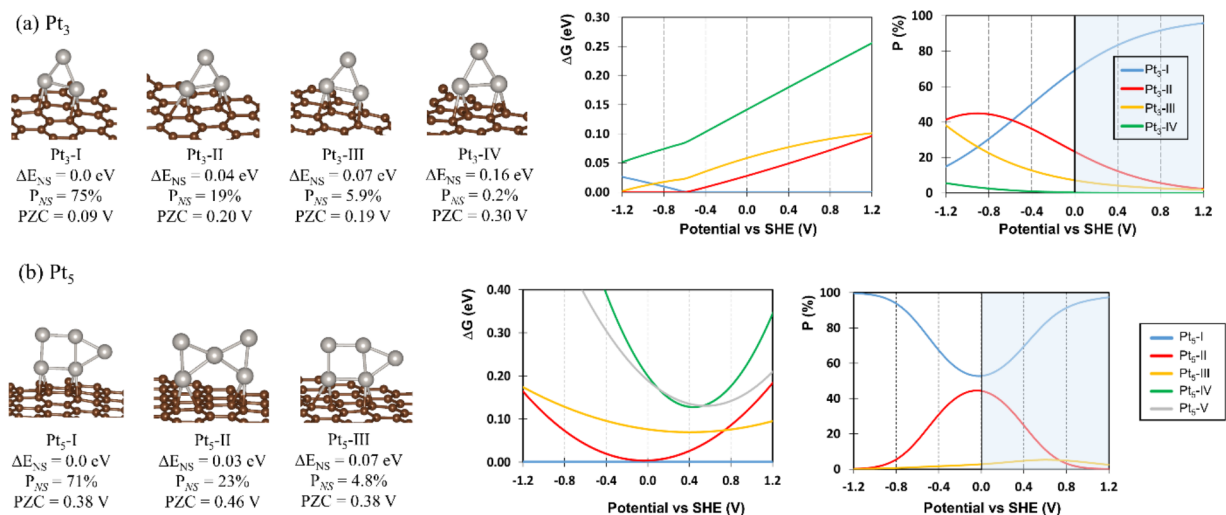 (a) Pt3
Pt3-I
ΔENS = 0.0 eV
PNS = 75%
PZC = 0.09 V
Pt3-II
ΔENS = 0.04 eV
PNS = 19%
PZC = 0.20 V
Pt3-III
ΔENS = 0.07 eV
PNS = 5.9%
PZC = 0.19 V
Pt3-IV
ΔENS = 0.16 eV
PNS = 0.2%
PZC = 0.30 V
ΔG (eV)
0.30
0.25
0.20
0.15
0.10
0.05
0.00
-1.2 -0.8 -0.4 0.0 0.4 0.8 1.2
Potential vs SHE (V)
P (%)
100
80
60
40
20
0
-1.2 -0.8 -0.4 0.0 0.4 0.8 1.2
Potential vs SHE (V)
Pt3-I
Pt3-II
Pt3-III
Pt3-IV
(b) Pt5
Pt5-I
ΔENS = 0.0 eV
PNS = 71%
PZC = 0.38 V
Pt5-II
ΔENS = 0.03 eV
PNS = 23%
PZC = 0.46 V
Pt5-III
ΔENS = 0.07 eV
PNS = 4.8%
PZC = 0.38 V
ΔG (eV)
0.40
0.30
0.20
0.10
0.00
-1.2 -0.8 -0.4 0.0 0.4 0.8 1.2
Potential vs SHE (V)
P (%)
100
80
60
40
20
0
-1.2 -0.8 -0.4 0.0 0.4 0.8 1.2
Potential vs SHE (V)
Pt5-I
Pt5-II
Pt5-III
Pt5-IV
Pt5-V